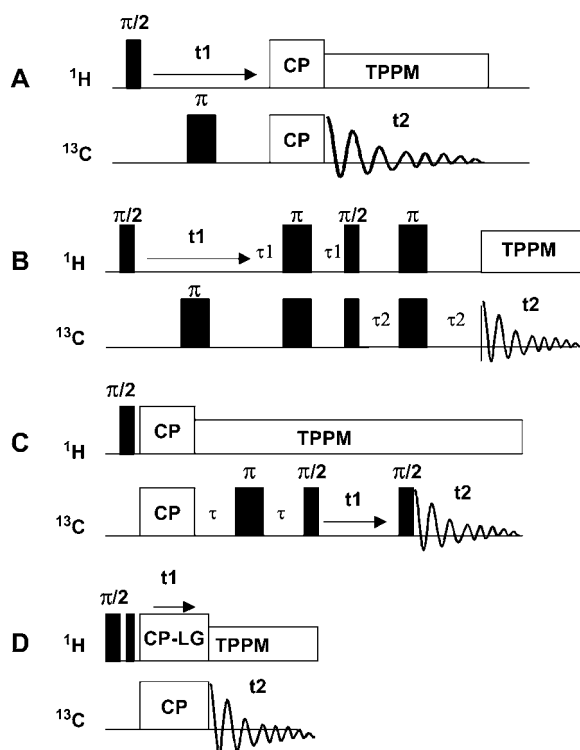 π/2
t1
CP
TPPM
A
¹H
π
t2
CP
¹³C
π/2
t1
τ1
π
τ1
π/2
π
TPPM
B
¹H
π
τ2
τ2
t2
¹³C
π/2
CP
TPPM
C
¹H
π
π/2
t1
π/2
t2
CP
τ
τ
¹³C
t1
π/2
D
¹H
CP-LG
TPPM
CP
t2
¹³C